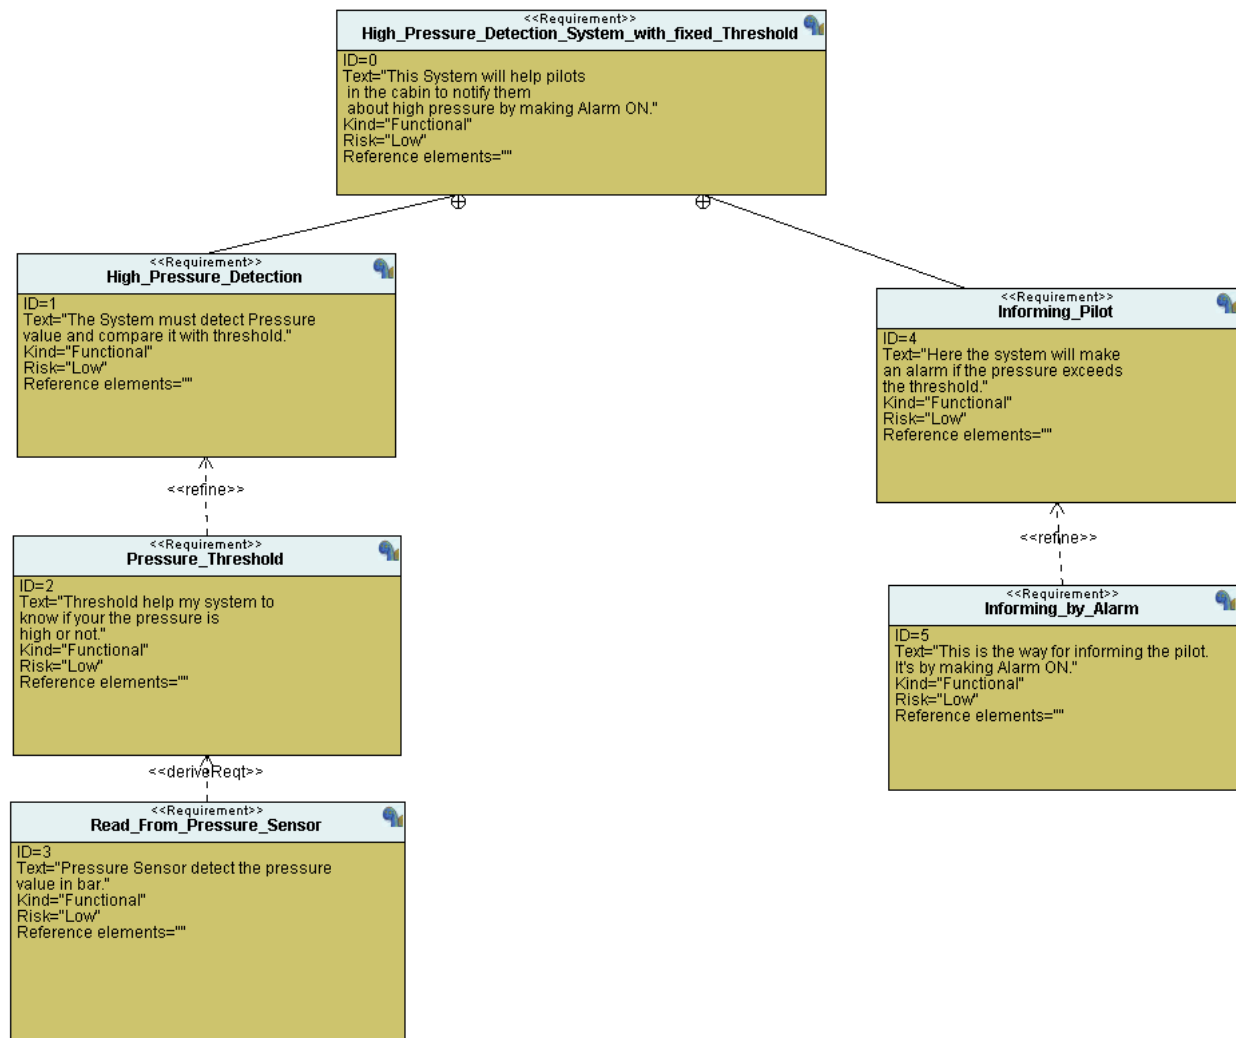 <<Requirement>>
High_Pressure_Detection_System_with_fixed_Threshold
ID=0
Text="This System will help pilots
in the cabin to notify them
about high pressure by making Alarm ON."
Kind="Functional"
Risk="Low"
Reference elements=""
<<Requirement>>
High_Pressure_Detection
ID=1
Text="The System must detect Pressure
value and compare it with threshold."
Kind="Functional"
Risk="Low"
Reference elements=""
<<refine>>
<<Requirement>>
Pressure_Threshold
ID=2
Text="Threshold help my system to
know if your the pressure is
high or not."
Kind="Functional"
Risk="Low"
Reference elements=""
<<deriveReqt>>
<<Requirement>>
Read_From_Pressure_Sensor
ID=3
Text="Pressure Sensor detect the pressure
value in bar."
Kind="Functional"
Risk="Low"
Reference elements=""
<<Requirement>>
Informing_Pilot
ID=4
Text="Here the system will make
an alarm if the pressure exceeds
the threshold."
Kind="Functional"
Risk="Low"
Reference elements=""
<<refine>>
<<Requirement>>
Informing_by_Alarm
ID=5
Text="This is the way for informing the pilot.
It's by making Alarm ON."
Kind="Functional"
Risk="Low"
Reference elements=""